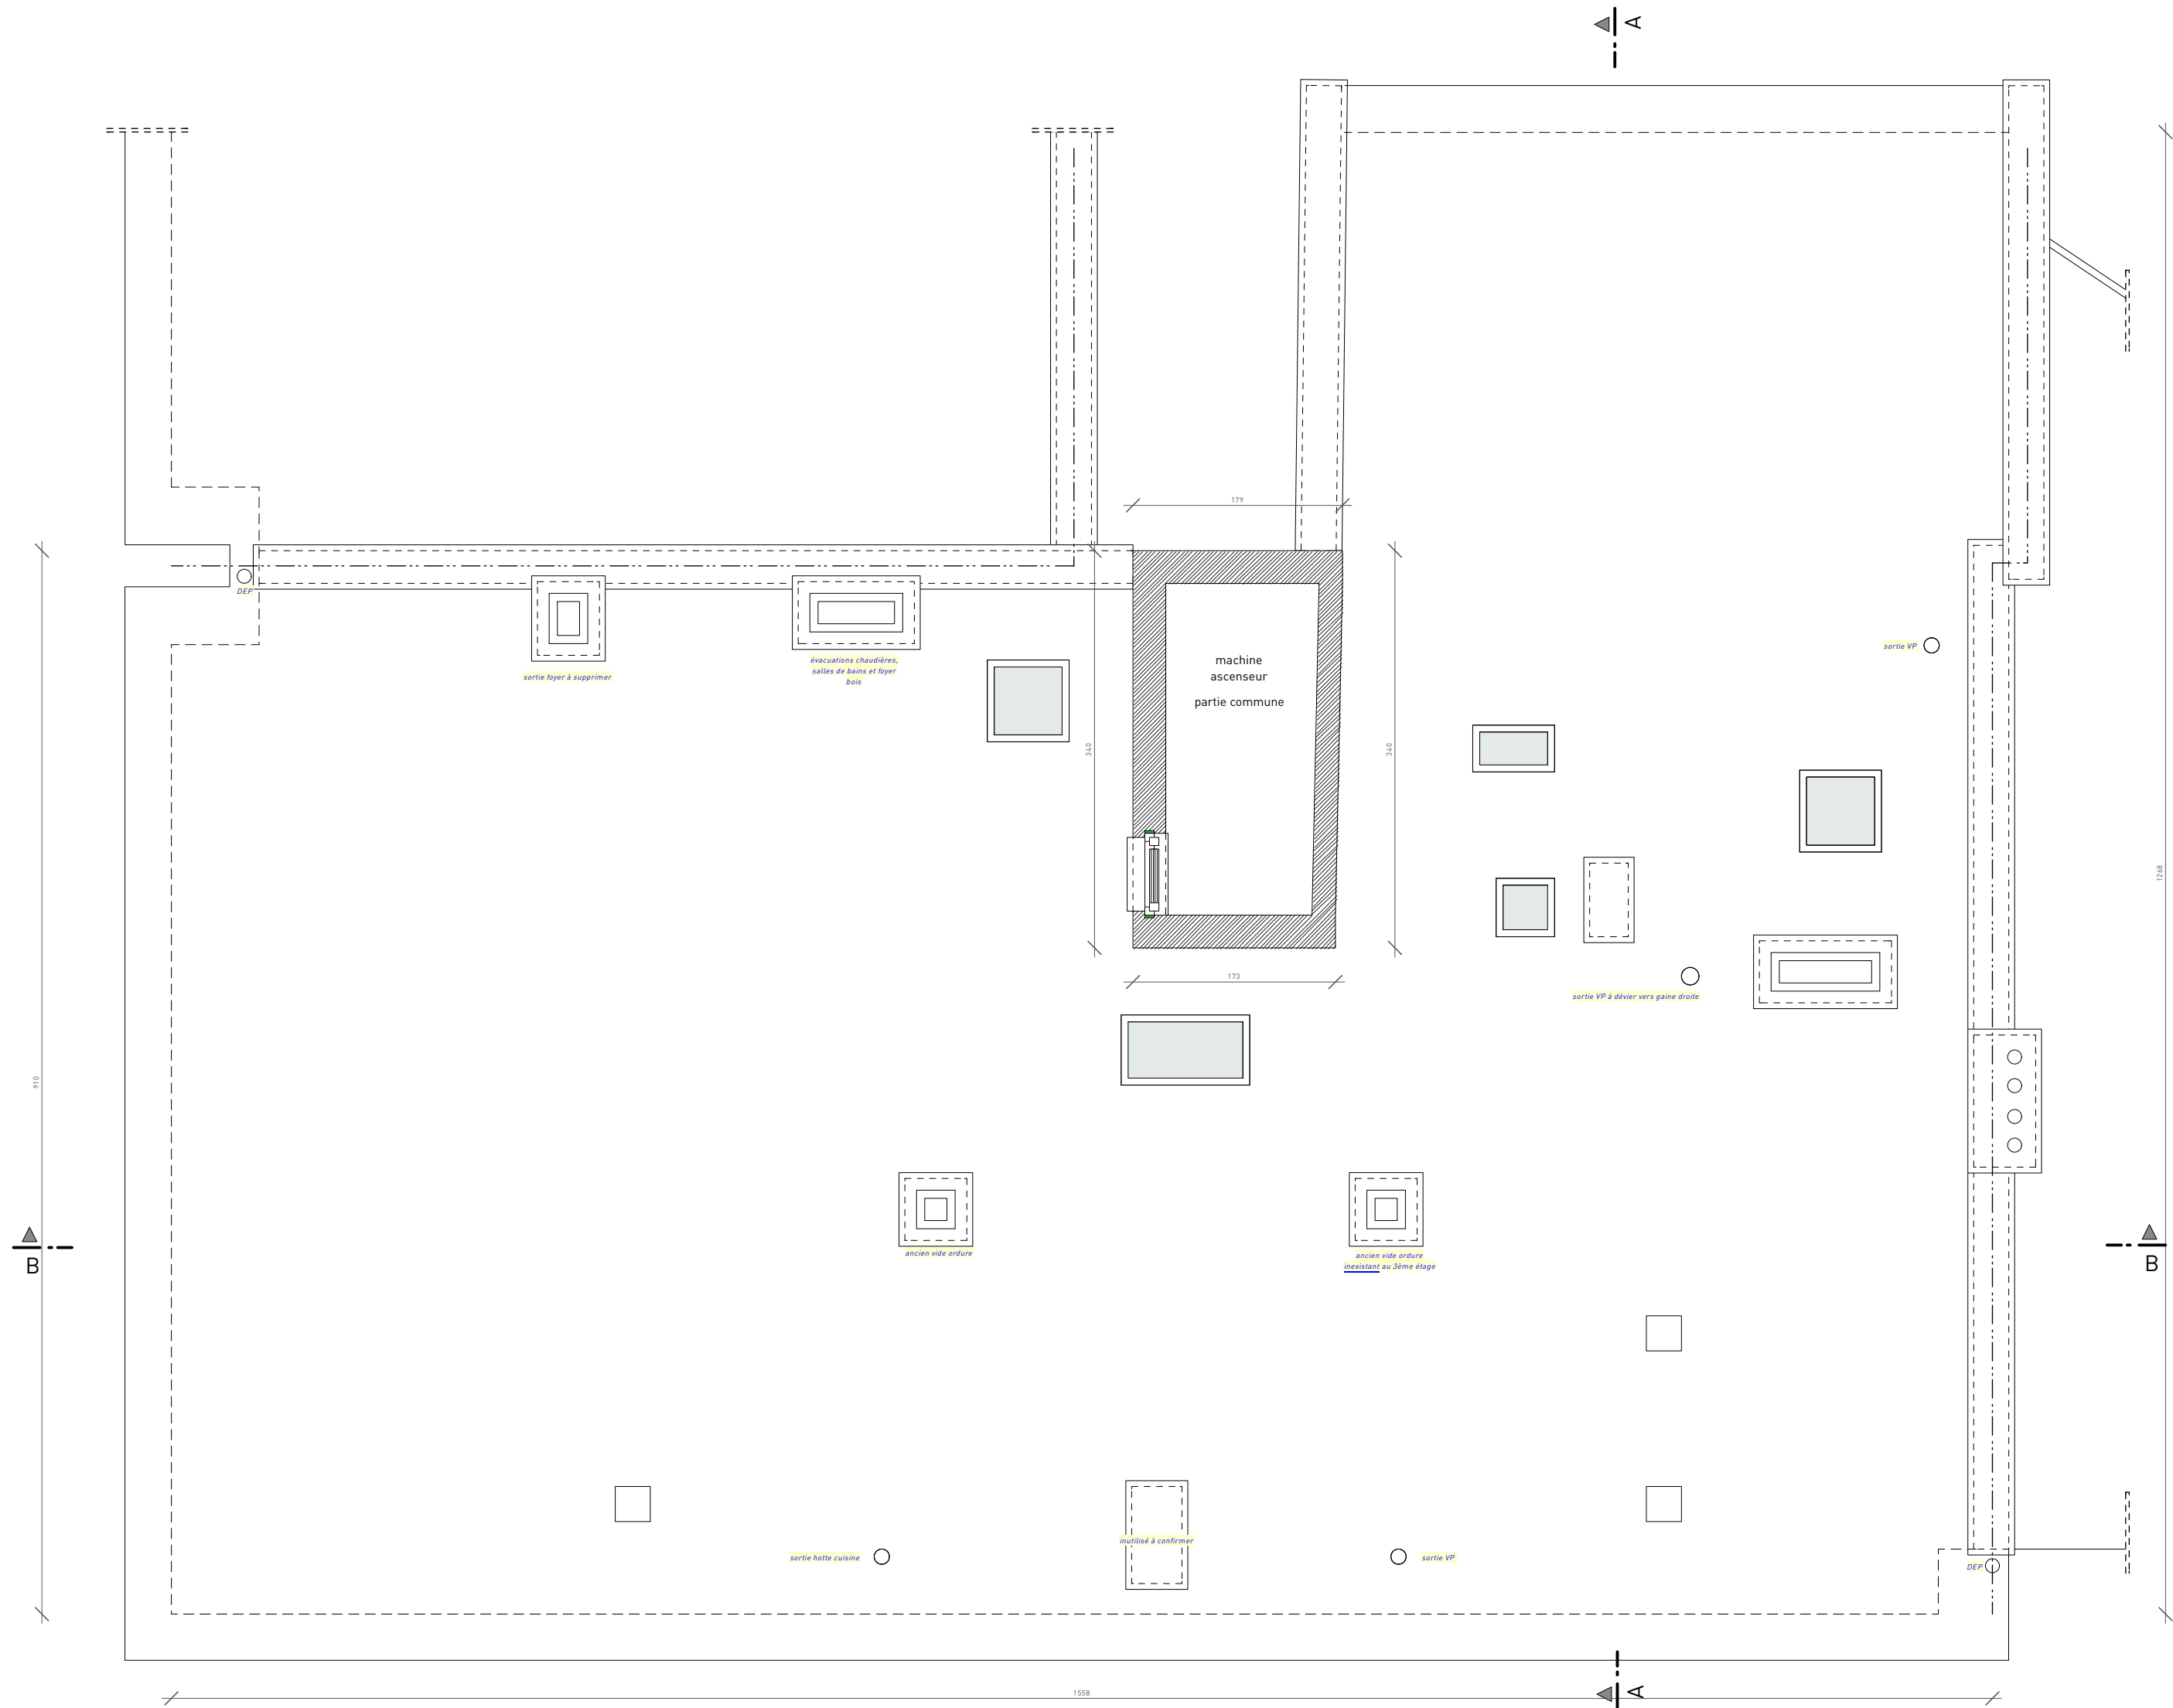 A
179
DEP
sortie VP
évacuations chaudières,
salles de bains et foyer
bois
sortie foyer à supprimer
machine
ascenseur
partie commune
340
340
1268
173
sortie VP à dévier vers gaine droite
910
B
B
ancien vide ordure
ancien vide ordure
inexistant au 3ème étage
inutilisé à confirmer
sortie hotte cuisine
sortie VP
DEP
1558
A